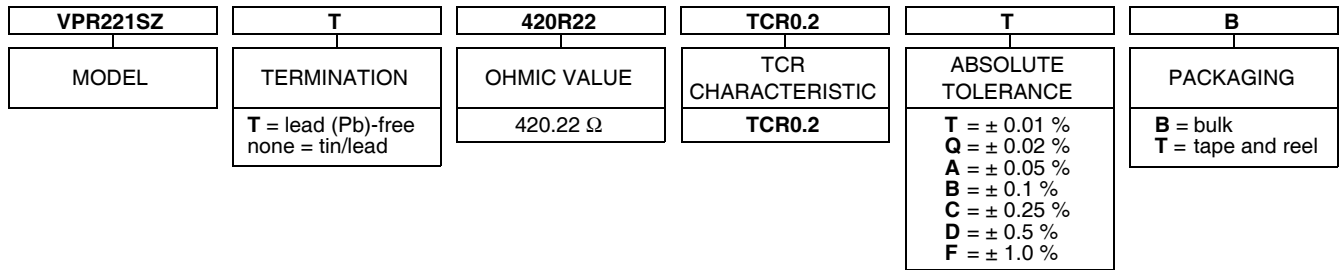 VPR221SZ
T
420R22
TCR0.2
T
B
MODEL
TERMINATION
OHMIC VALUE
TCR
CHARACTERISTIC
ABSOLUTE
TOLERANCE
PACKAGING
T = lead (Pb)-free
none = tin/lead
420.22 Ω
TCR0.2
T = ± 0.01 %
Q = ± 0.02 %
A = ± 0.05 %
B = ± 0.1 %
C = ± 0.25 %
D = ± 0.5 %
F = ± 1.0 %
B = bulk
T = tape and reel